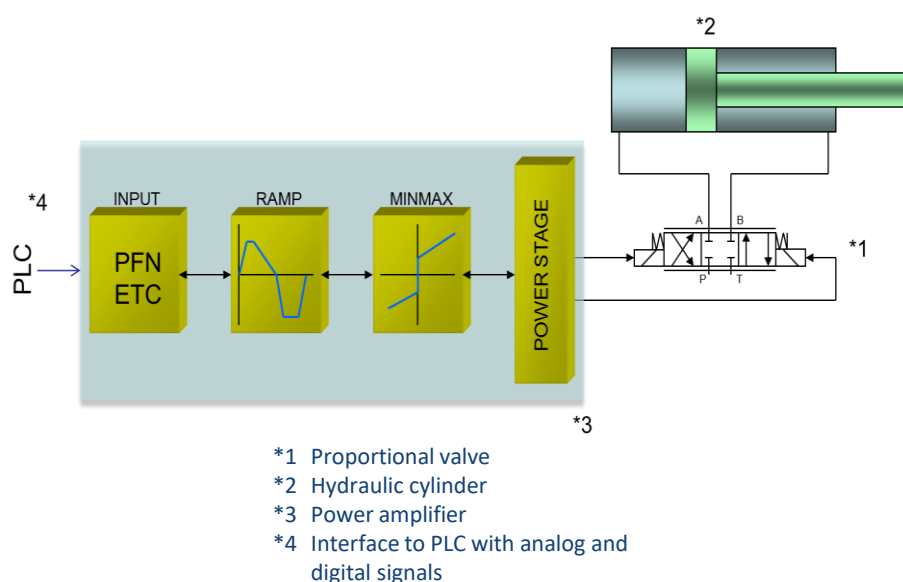 *2
*4
INPUT
RAMP
MINMAX
PLC
PFN
ETC
POWER STAGE
A
B
P
T
*1
*3
*1 Proportional valve
*2 Hydraulic cylinder
*3 Power amplifier
*4 Interface to PLC with analog and
digital signals